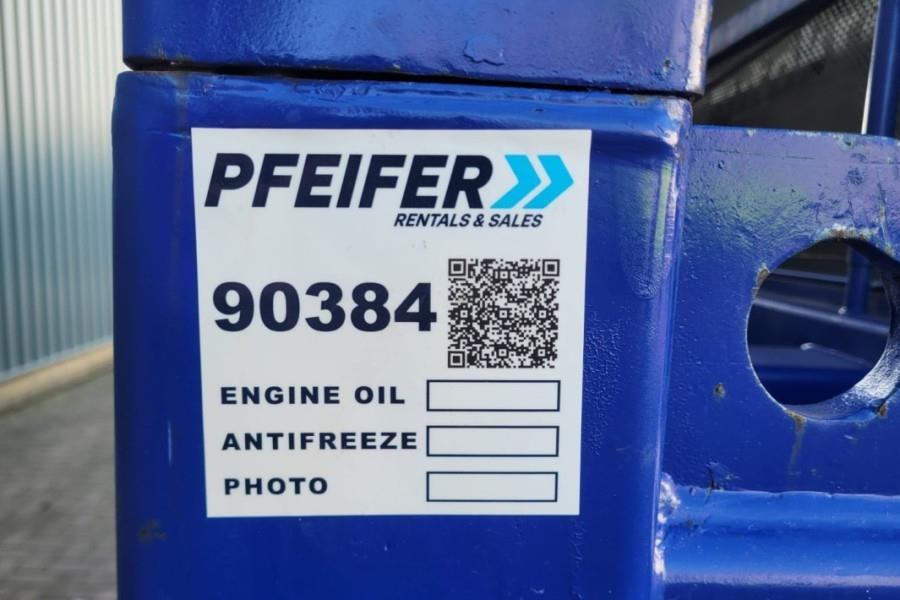 PFEIFER
RENTALS & SALES
90384
ENGINE OIL
ANTIFREEZE
PHOTO